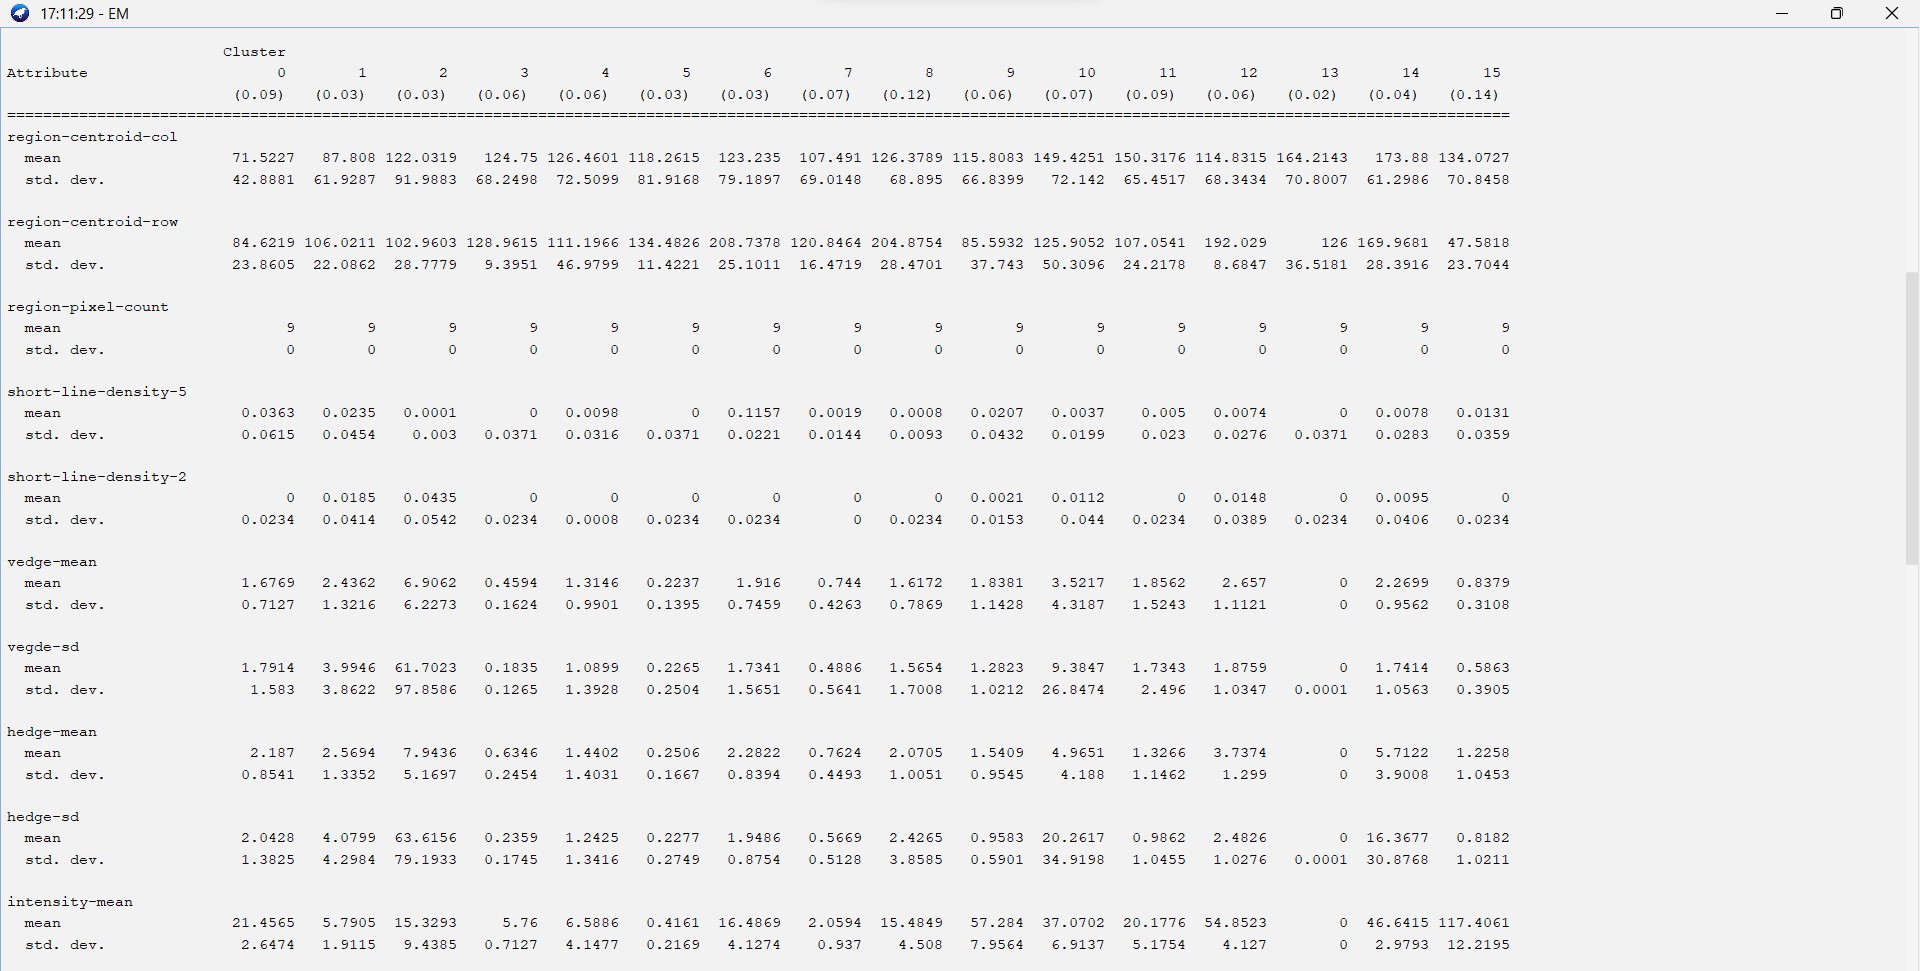 17:11:29 - EM
Cluster
Attribute 0 1 2 3 4 5 6 7 8 9 10 11 12 13 14 15
(0.09) (0.03) (0.03) (0.06) (0.06) (0.03) (0.03) (0.07) (0.12) (0.06) (0.07) (0.09) (0.06) (0.02) (0.04) (0.14)
======================================================================================================================================================================
region-centroid-col
mean 71.5227 87.808 122.0319 124.75 126.4601 118.2615 123.235 107.491 126.3789 115.8083 149.4251 150.3176 114.8315 164.2143 173.88 134.0727
std. dev. 42.8881 61.9287 91.9883 68.2498 72.5099 81.9168 79.1897 69.0148 68.895 66.8399 72.142 65.4517 68.3434 70.8007 61.2986 70.8458
region-centroid-row
mean 84.6219 106.0211 102.9603 128.9615 111.1966 134.4826 208.7378 120.8464 204.8754 85.5932 125.9052 107.0541 192.029 126 169.9681 47.5818
std. dev. 23.8605 22.0862 28.7779 9.3951 46.9799 11.4221 25.1011 16.4719 28.4701 37.743 50.3096 24.2178 8.6847 36.5181 28.3916 23.7044
region-pixel-count
mean 9 9 9 9 9 9 9 9 9 9 9 9 9 9 9 9
std. dev. 0 0 0 0 0 0 0 0 0 0 0 0 0 0 0 0
short-line-density-5
mean 0.0363 0.0235 0.0001 0 0.0098 0 0.1157 0.0019 0.0008 0.0207 0.0037 0.005 0.0074 0 0.0078 0.0131
std. dev. 0.0615 0.0454 0.003 0.0371 0.0316 0.0371 0.0221 0.0144 0.0093 0.0432 0.0199 0.023 0.0276 0.0371 0.0283 0.0359
short-line-density-2
mean 0 0.0185 0.0435 0 0 0 0 0 0 0.0021 0.0112 0 0.0148 0 0.0095 0
std. dev. 0.0234 0.0414 0.0542 0.0234 0.0008 0.0234 0.0234 0 0.0234 0.0153 0.044 0.0234 0.0389 0.0234 0.0406 0.0234
vedge-mean
mean 1.6769 2.4362 6.9062 0.4594 1.3146 0.2237 1.916 0.744 1.6172 1.8381 3.5217 1.8562 2.657 0 2.2699 0.8379
std. dev. 0.7127 1.3216 6.2273 0.1624 0.9901 0.1395 0.7459 0.4263 0.7869 1.1428 4.3187 1.5243 1.1121 0 0.9562 0.3108
vegde-sd
mean 1.7914 3.9946 61.7023 0.1835 1.0899 0.2265 1.7341 0.4886 1.5654 1.2823 9.3847 1.7343 1.8759 0 1.7414 0.5863
std. dev. 1.583 3.8622 97.8586 0.1265 1.3928 0.2504 1.5651 0.5641 1.7008 1.0212 26.8474 2.496 1.0347 0.0001 1.0563 0.3905
hedge-mean
mean 2.187 2.5694 7.9436 0.6346 1.4402 0.2506 2.2822 0.7624 2.0705 1.5409 4.9651 1.3266 3.7374 0 5.7122 1.2258
std. dev. 0.8541 1.3352 5.1697 0.2454 1.4031 0.1667 0.8394 0.4493 1.0051 0.9545 4.188 1.1462 1.299 0 3.9008 1.0453
hedge-sd
mean 2.0428 4.0799 63.6156 0.2359 1.2425 0.2277 1.9486 0.5669 2.4265 0.9583 20.2617 0.9862 2.4826 0 16.3677 0.8182
std. dev. 1.3825 4.2984 79.1933 0.1745 1.3416 0.2749 0.8754 0.5128 3.8585 0.5901 34.9198 1.0455 1.0276 0.0001 30.8768 1.0211
intensity-mean
mean 21.4565 5.7905 15.3293 5.76 6.5886 0.4161 16.4869 2.0594 15.4849 57.284 37.0702 20.1776 54.8523 0 46.6415 117.4061
std. dev. 2.6474 1.9115 9.4385 0.7127 4.1477 0.2169 4.1274 0.937 4.508 7.9564 6.9137 5.1754 4.127 0 2.9793 12.2195